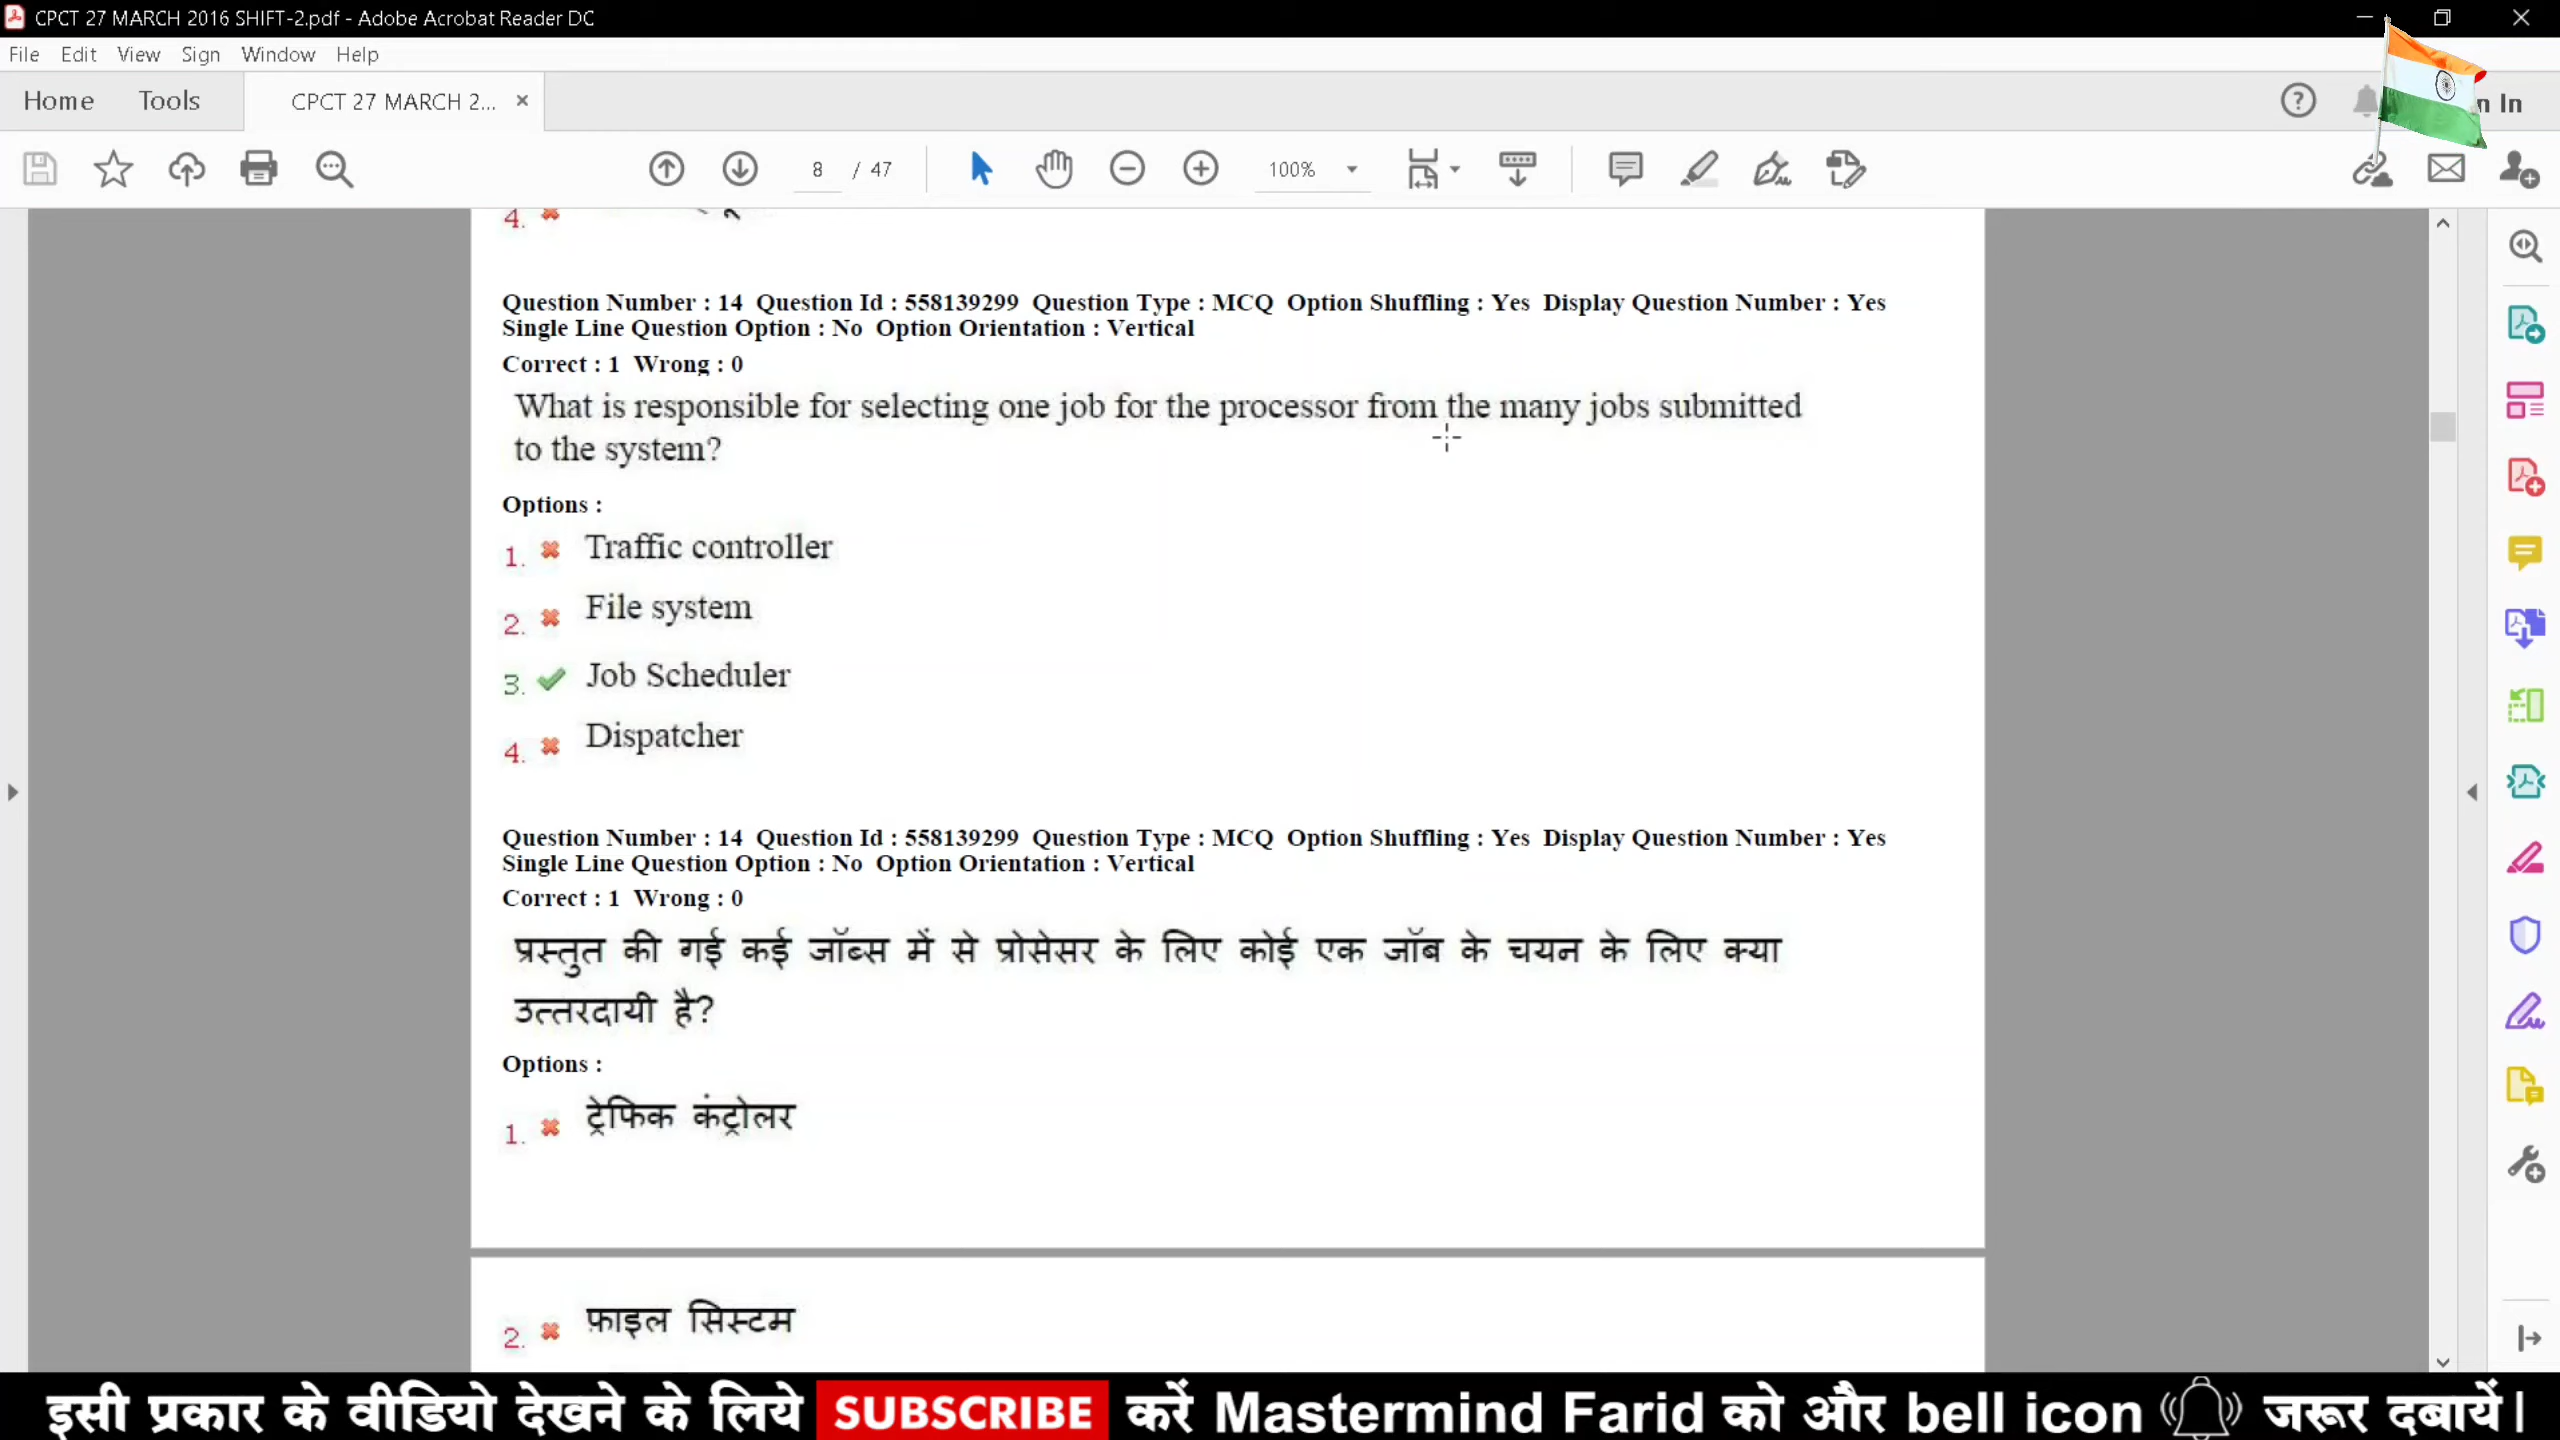 CPCT 27 MARCH 2016 SHIFT-2.pdf - Adobe Acrobat Reader DC
File Edit View Sign Window Help
Home Tools CPCT 27 MARCH 2... n In
8 / 47 100%
4.
Question Number : 14 Question Id : 558139299 Question Type : MCQ Option Shuffling : Yes Display Question Number : Yes
Single Line Question Option : No Option Orientation : Vertical
Correct : 1 Wrong : 0
What is responsible for selecting one job for the processor from the many jobs submitted
to the system?
Options :
1. Traffic controller
2. File system
3. Job Scheduler
4. Dispatcher
Question Number : 14 Question Id : 558139299 Question Type : MCQ Option Shuffling : Yes Display Question Number : Yes
Single Line Question Option : No Option Orientation : Vertical
Correct : 1 Wrong : 0
प्रस्तुत की गई कई जॉब्स में से प्रोसेसर के लिए कोई एक जॉब के चयन के लिए क्या
उत्तरदायी है?
Options :
1. ट्रेफिक कंट्रोलर
2. फ़ाइल सिस्टम
इसी प्रकार के वीडियो देखने के लिये SUBSCRIBE करें Mastermind Farid को और bell icon जरूर दबायें|